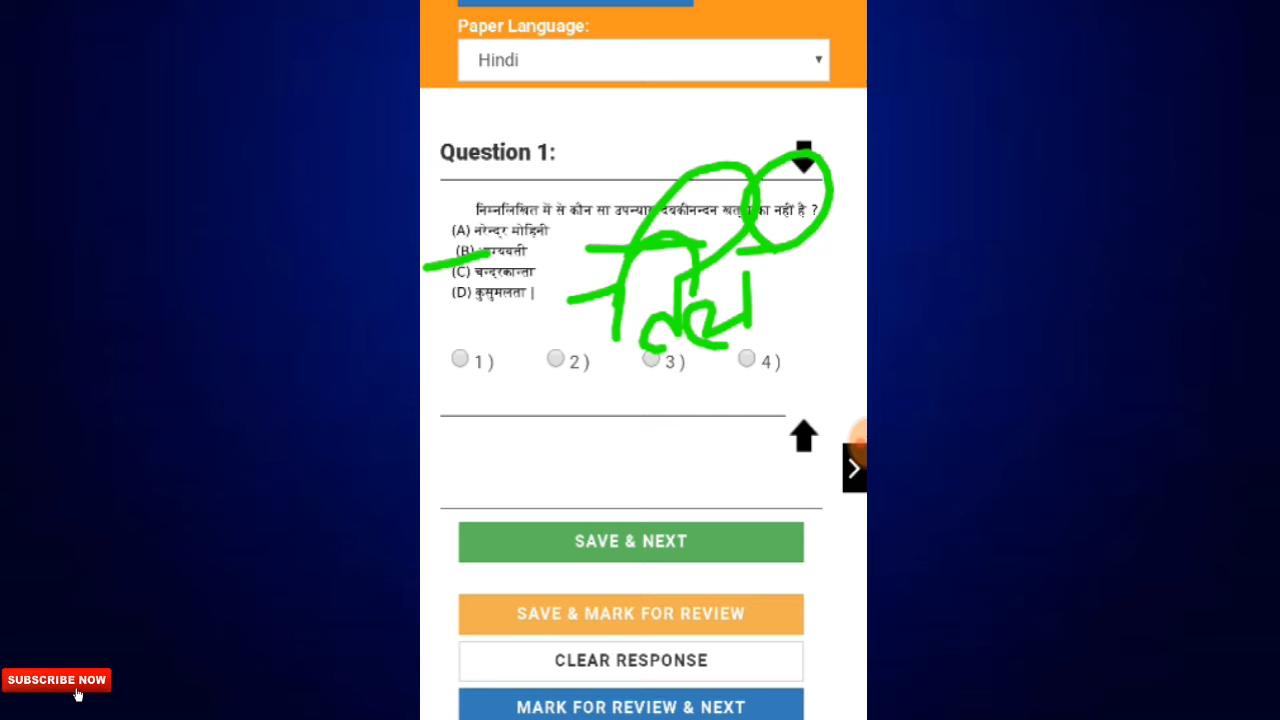 Paper Language:
Hindi
Question 1:
निम्नलिखित में से कौन सा उपन्यास देवकीनन्दन का नहीं है ?
(A) नरेन्द्र मोहिनी
(B)
(C) चन्द्रकान्ता
(D) कुसुमलता |
1 )
2 )
3 )
4 )
SAVE & NEXT
SAVE & MARK FOR REVIEW
CLEAR RESPONSE
SUBSCRIBE NOW
MARK FOR REVIEW & NEXT